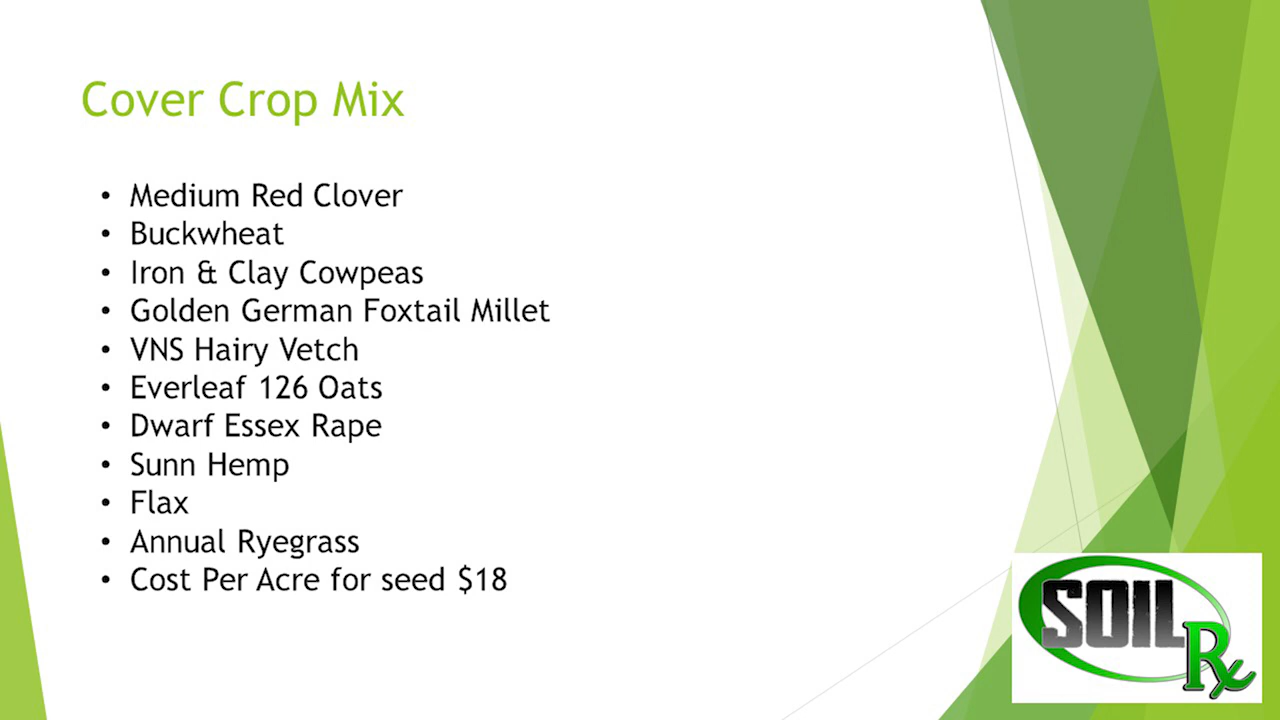 Cover Crop Mix
• Medium Red Clover
• Buckwheat
• Iron & Clay Cowpeas
• Golden German Foxtail Millet
• VNS Hairy Vetch
• Everleaf 126 Oats
• Dwarf Essex Rape
• Sunn Hemp
• Flax
• Annual Ryegrass
• Cost Per Acre for seed $18
SOIL
Rx